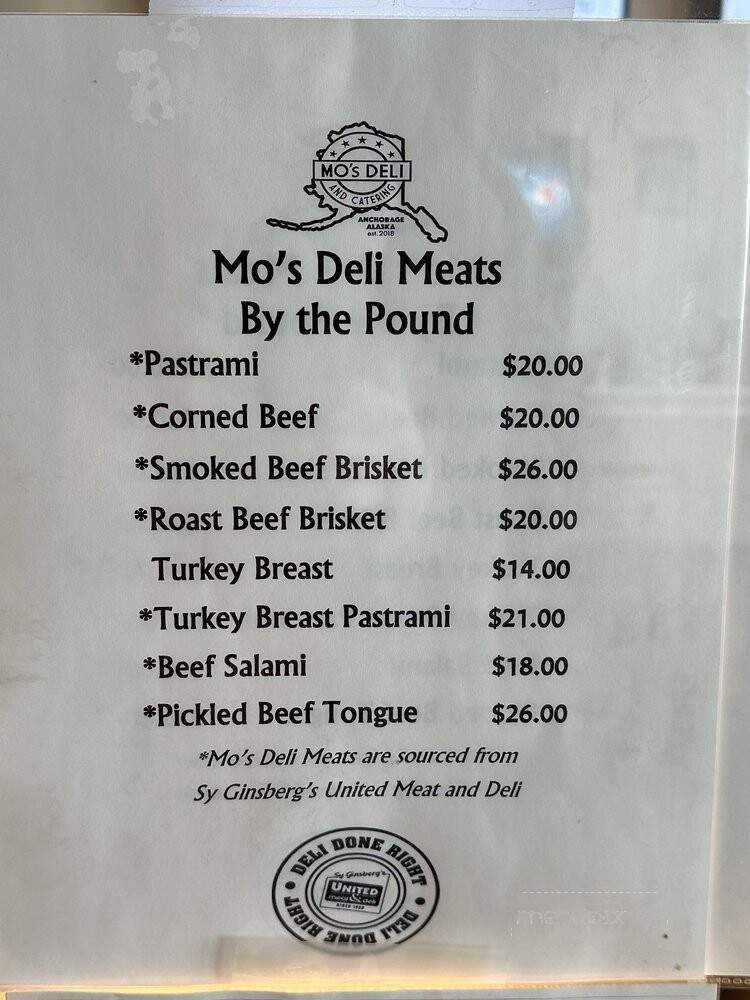 MO'S DELI
AND CATERING
ANCHORAGE
ALASKA
est. 2018
Mo's Deli Meats
By the Pound
*Pastrami $20.00
*Corned Beef $20.00
*Smoked Beef Brisket $26.00
*Roast Beef Brisket $20.00
Turkey Breast $14.00
*Turkey Breast Pastrami $21.00
*Beef Salami $18.00
*Pickled Beef Tongue $26.00
*Mo's Deli Meats are sourced from
Sy Ginsberg's United Meat and Deli
DELI DONE RIGHT
Sy Ginsberg's
UNITED
meat & deli
DELI DONE RIGHT